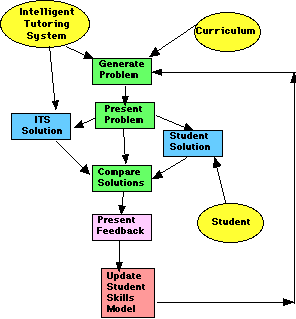 Intelligent
Tutoring
System
Curriculum
Generate
Problem
Present
Problem
ITS
Solution
Student
Solution
Compare
Solutions
Present
Feedback
Student
Update
Student
Skills
Model